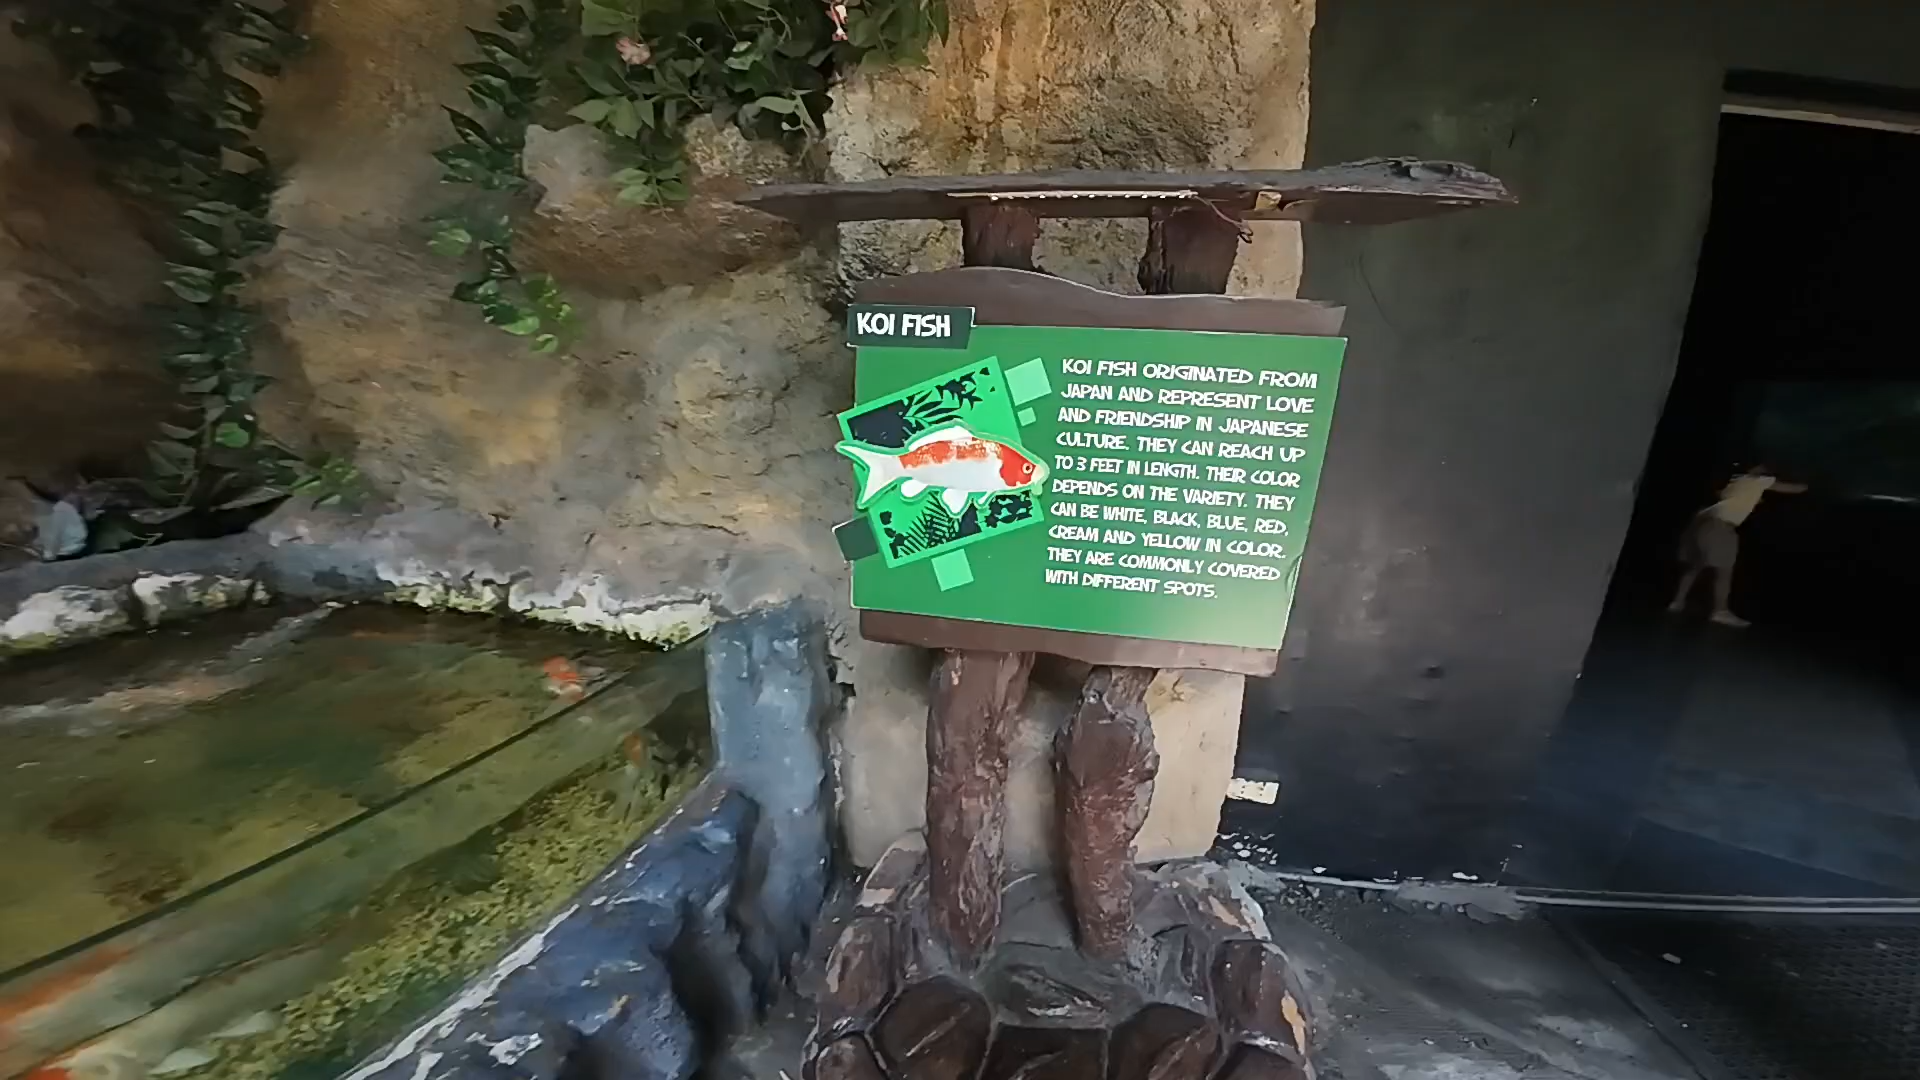 KOI FISH
KOI FISH ORIGINATED FROM
JAPAN AND REPRESENT LOVE
AND FRIENDSHIP IN JAPANESE
CULTURE. THEY CAN REACH UP
TO 3 FEET IN LENGTH. THEIR COLOR
DEPENDS ON THE VARIETY. THEY
CAN BE WHITE, BLACK, BLUE, RED,
CREAM AND YELLOW IN COLOR.
THEY ARE COMMONLY COVERED
WITH DIFFERENT SPOTS.